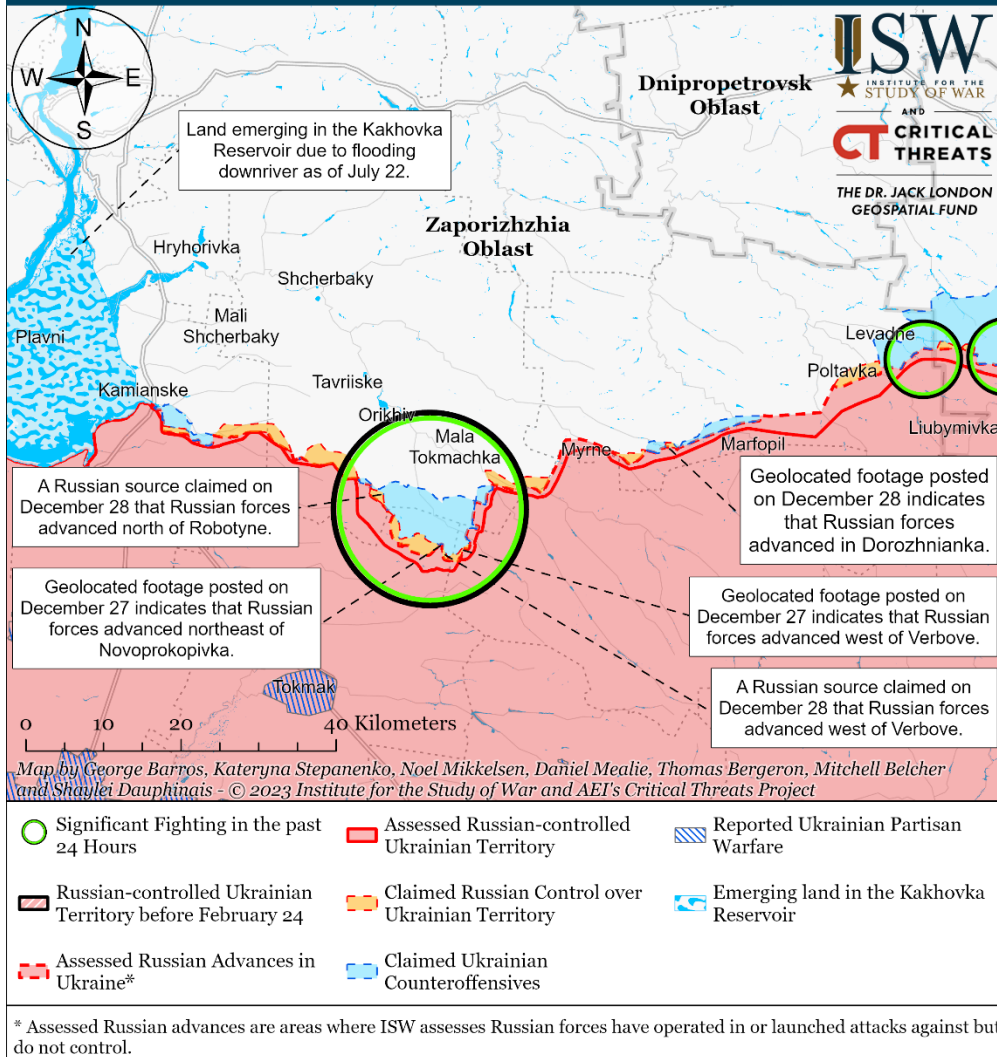 N
W
E
S
ISW
INSTITUTE FOR THE
STUDY OF WAR
AND
CT CRITICAL
THREATS
THE DR. JACK LONDON
GEOSPATIAL FUND
Dnipropetrovsk
Oblast
Land emerging in the Kakhovka
Reservoir due to flooding
downriver as of July 22.
Zaporizhzhia
Oblast
Hryhorivka
Shcherbaky
Mali
Shcherbaky
Plavni
Levadne
Poltavka
Kamianske
Tavriiske
Orikhiv
Mala
Tokmachka
Myrne
Marfopil
Liubymivka
A Russian source claimed on
December 28 that Russian forces
advanced north of Robotyne.
Geolocated footage posted
on December 28 indicates
that Russian forces
advanced in Dorozhnianka.
Geolocated footage posted on
December 27 indicates that Russian
forces advanced northeast of
Novoprokopivka.
Geolocated footage posted on
December 27 indicates that Russian
forces advanced west of Verbove.
A Russian source claimed on
December 28 that Russian forces
advanced west of Verbove.
Tokmak
0 10 20 40 Kilometers
Map by George Barros, Kateryna Stepanenko, Noel Mikkelsen, Daniel Mealie, Thomas Bergeron, Mitchell Belcher
and Shaylei Dauphinais - © 2023 Institute for the Study of War and AEI's Critical Threats Project
Significant Fighting in the past
24 Hours
Assessed Russian-controlled
Ukrainian Territory
Reported Ukrainian Partisan
Warfare
Russian-controlled Ukrainian
Territory before February 24
Claimed Russian Control over
Ukrainian Territory
Emerging land in the Kakhovka
Reservoir
Assessed Russian Advances in
Ukraine*
Claimed Ukrainian
Counteroffensives
* Assessed Russian advances are areas where ISW assesses Russian forces have operated in or launched attacks against but
do not control.